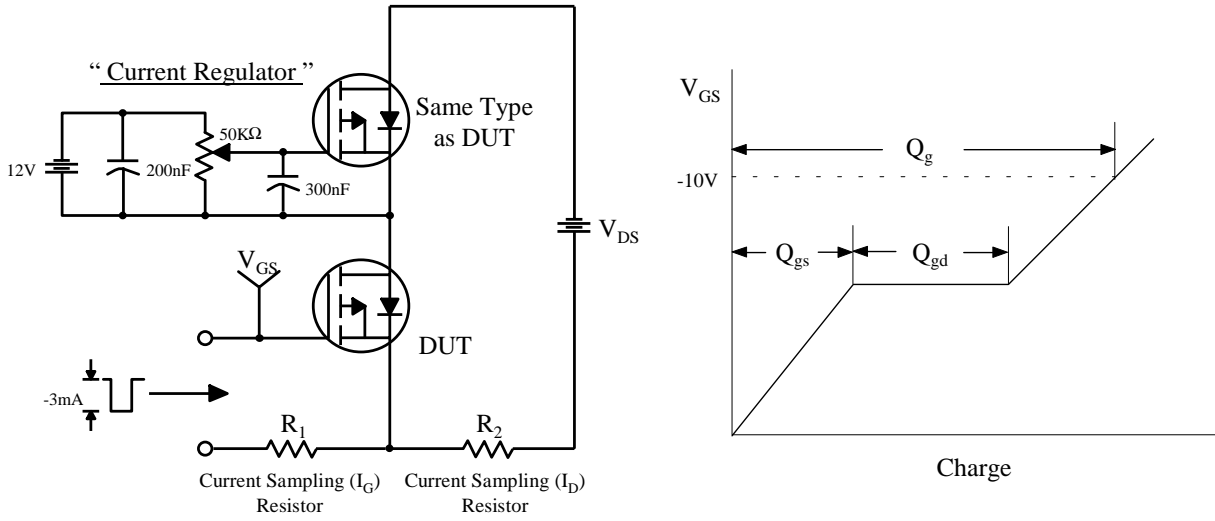 “ Current Regulator ”
12V
200nF
50KΩ
300nF
Same Type
as DUT
V_DS
V_GS
DUT
-3mA
R_1
R_2
Current Sampling (I_G)
Resistor
Current Sampling (I_D)
Resistor
V_GS
-10V
Q_g
Q_gs
Q_gd
Charge